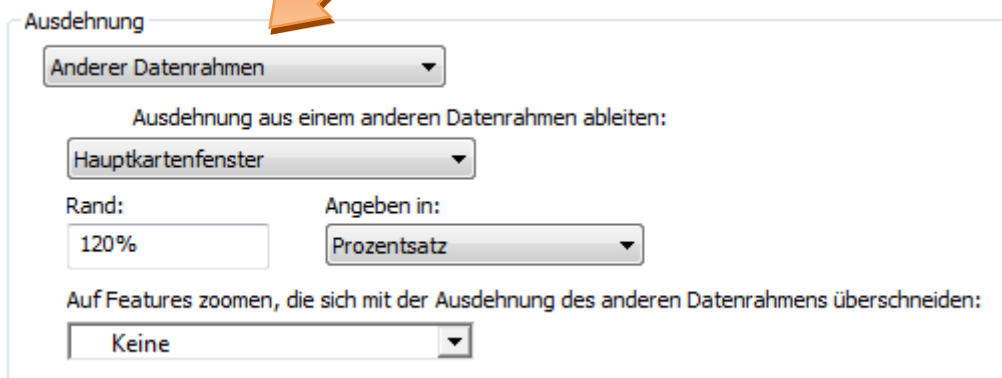 Ausdehnung
Anderer Datenrahmen
Ausdehnung aus einem anderen Datenrahmen ableiten:
Hauptkartenfenster
Rand: Angeben in:
120% Prozentsatz
Auf Features zoomen, die sich mit der Ausdehnung des anderen Datenrahmens überschneiden:
Keine